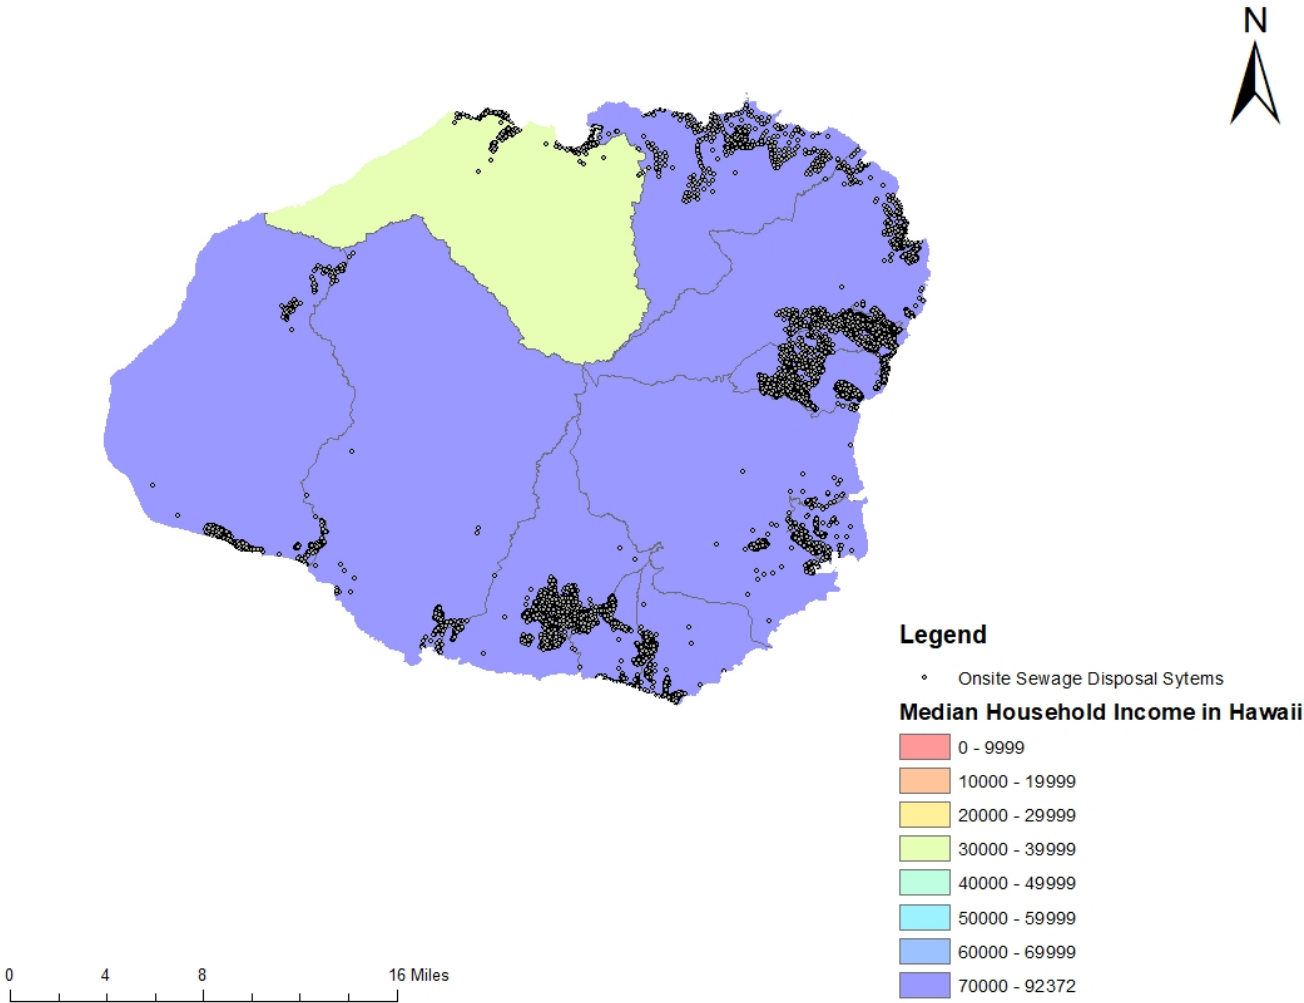 N
Legend
Onsite Sewage Disposal Sytems
Median Household Income in Hawaii
0 - 9999
10000 - 19999
20000 - 29999
30000 - 39999
40000 - 49999
50000 - 59999
60000 - 69999
70000 - 92372
0 4 8 16 Miles